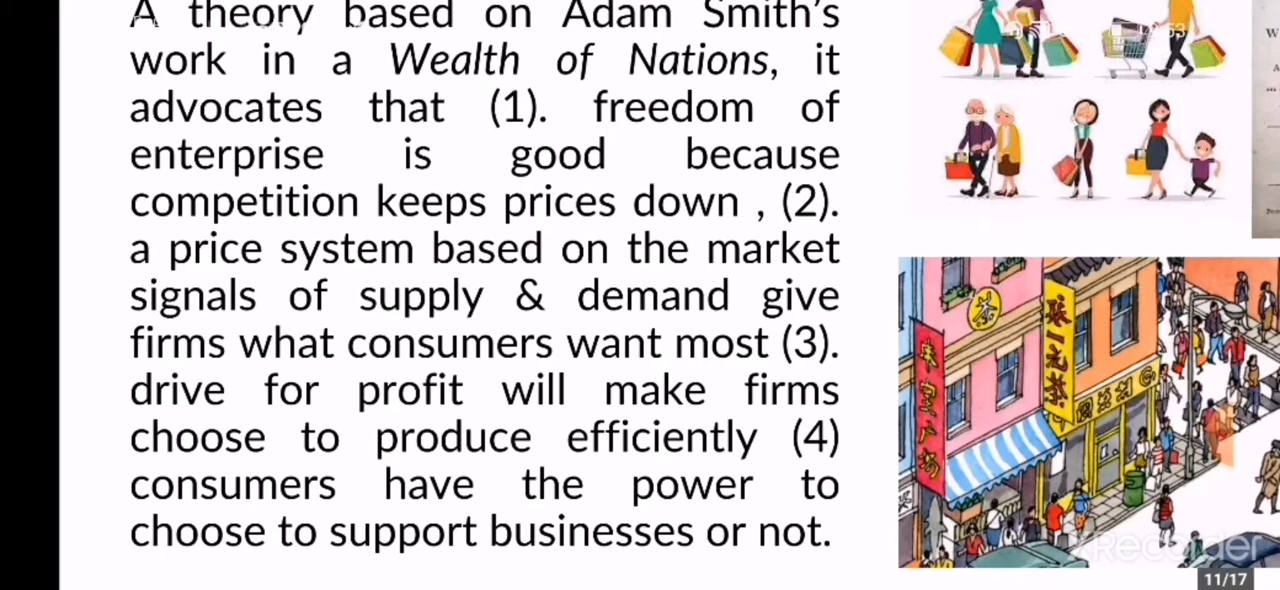 A theory based on Adam Smith's
work in a Wealth of Nations, it
advocates that (1). freedom of
enterprise is good because
competition keeps prices down , (2).
a price system based on the market
signals of supply & demand give
firms what consumers want most (3).
drive for profit will make firms
choose to produce efficiently (4)
consumers have the power to
choose to support businesses or not.
茶
Recorder
11/17